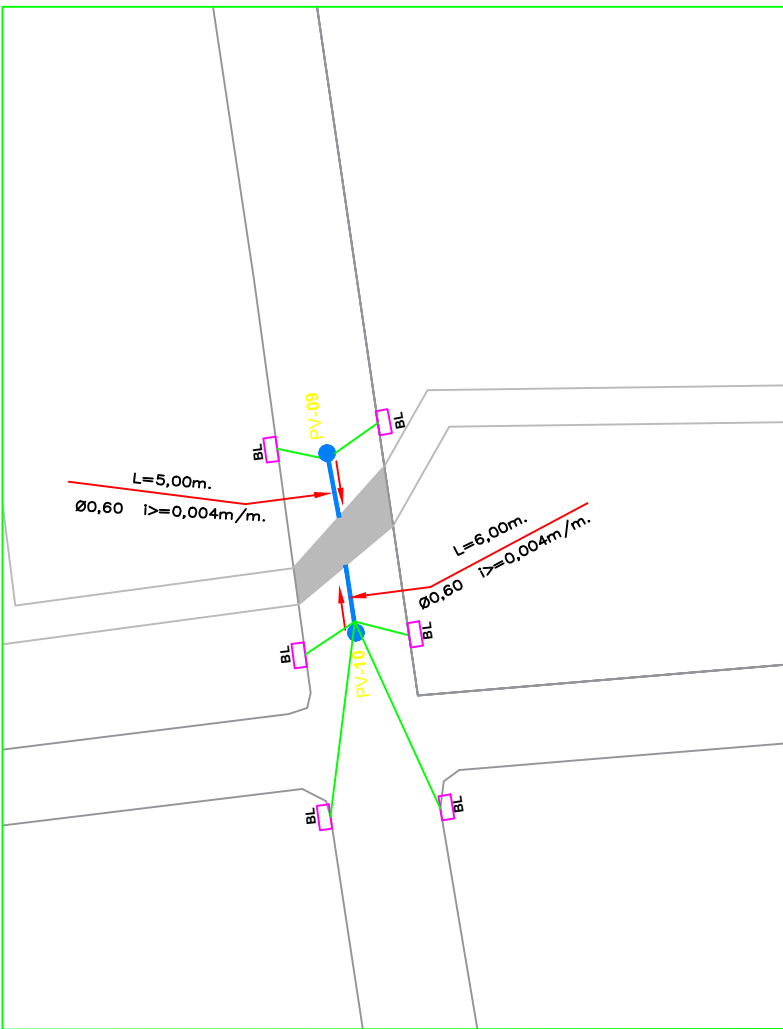 PV-09
BL
BL
L=5,00m.
Ø0,60 i>=0,004m/m.
L=6,00m.
Ø0,60 i>=0,004m/m.
BL
BL
PV-10
BL
BL